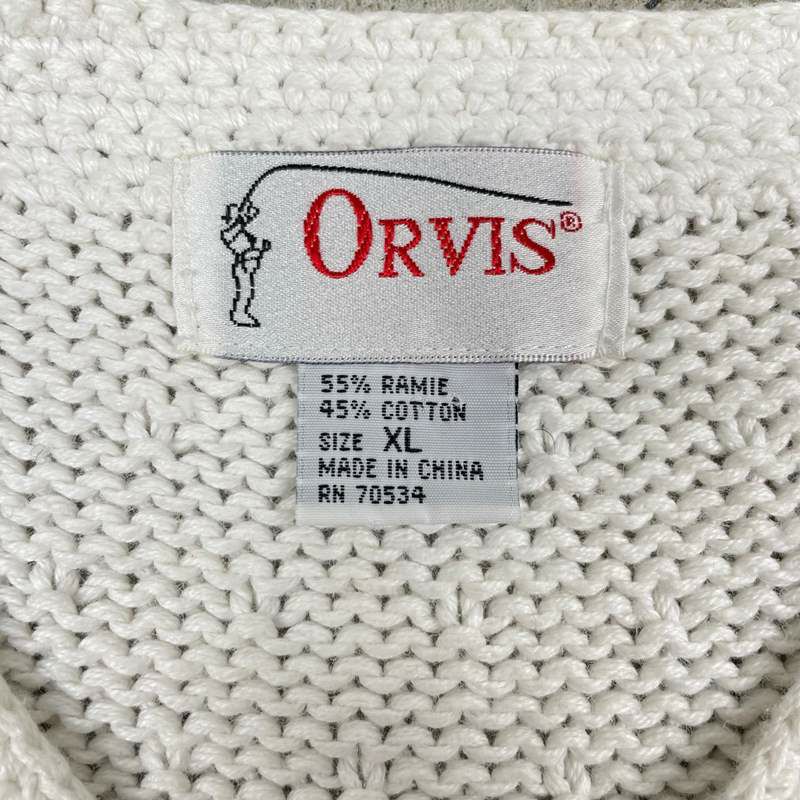 ORVIS®
55% RAMIE
45% COTTON
SIZE XL
MADE IN CHINA
RN 70534